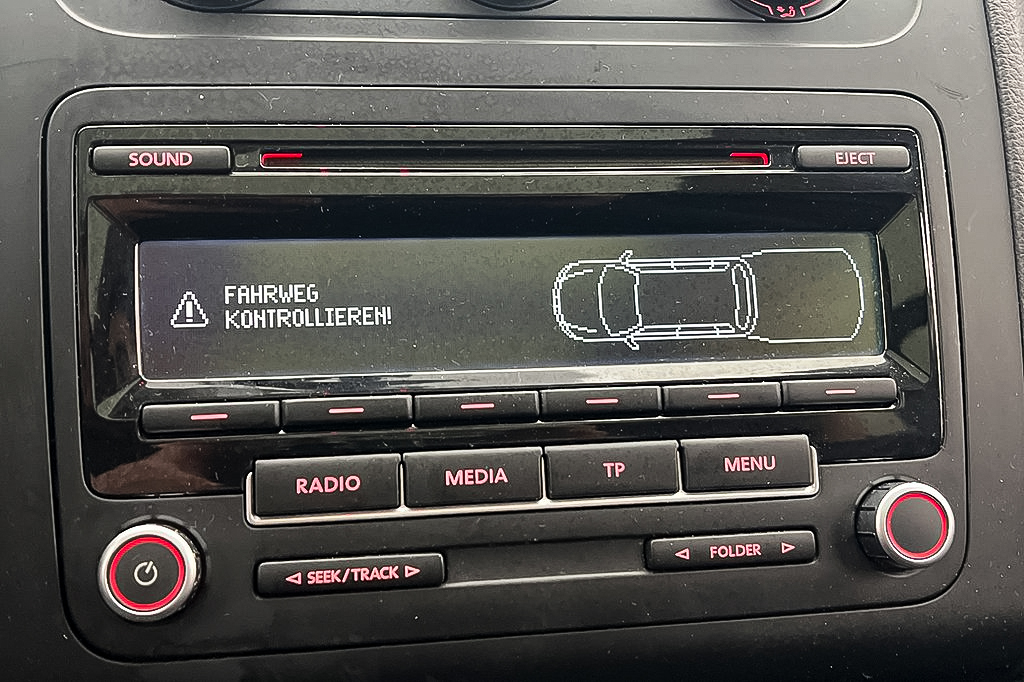 SOUND
EJECT
FAHRWEG
KONTROLLIEREN!
RADIO
MEDIA
TP
MENU
SEEK/TRACK
FOLDER